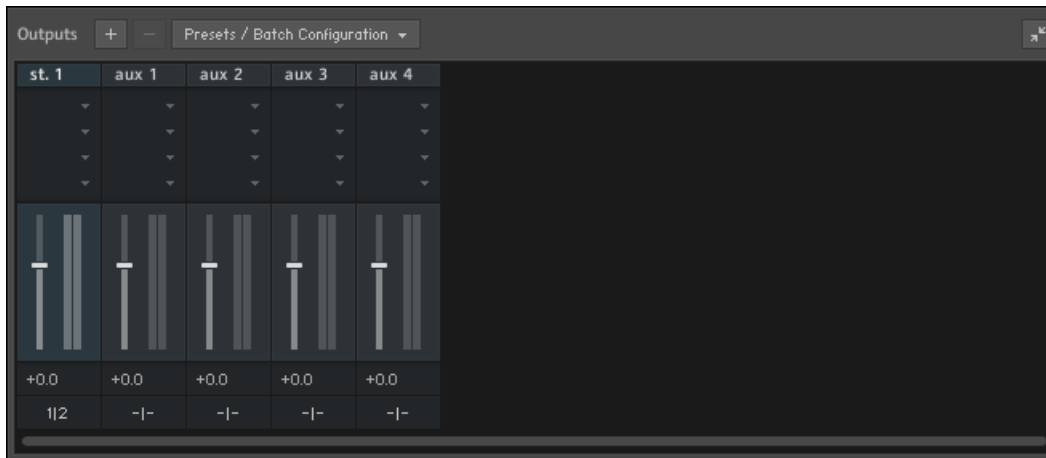 Outputs + − Presets / Batch Configuration
st. 1 aux 1 aux 2 aux 3 aux 4
+0.0 +0.0 +0.0 +0.0 +0.0
1|2 -|- -|- -|- -|-